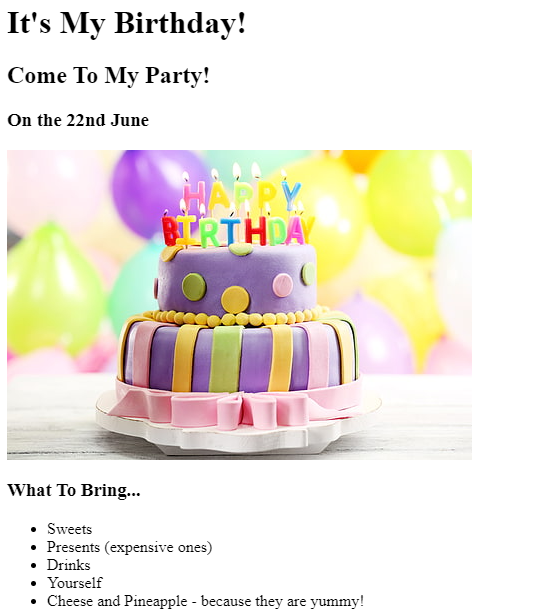 It's My Birthday!
Come To My Party!
On the 22nd June
HAPPY
BIRTHDAY
What To Bring...
Sweets
Presents (expensive ones)
Drinks
Yourself
Cheese and Pineapple - because they are yummy!